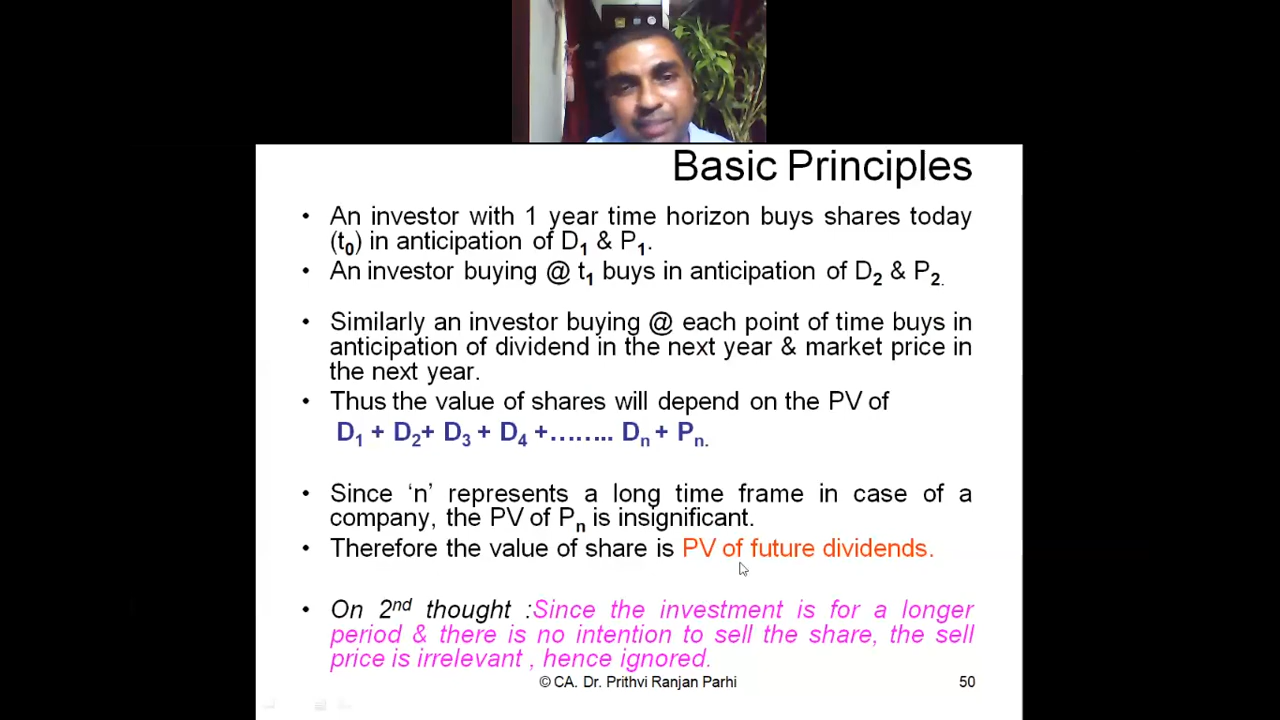 Basic Principles
• An investor with 1 year time horizon buys shares today
(t0) in anticipation of D1 & P1.
• An investor buying @ t1 buys in anticipation of D2 & P2.
• Similarly an investor buying @ each point of time buys in
anticipation of dividend in the next year & market price in
the next year.
• Thus the value of shares will depend on the PV of
D1 + D2+ D3 + D4 +…….. Dn + Pn.
• Since ‘n’ represents a long time frame in case of a
company, the PV of Pn is insignificant.
• Therefore the value of share is PV of future dividends.
• On 2nd thought :Since the investment is for a longer
period & there is no intention to sell the share, the sell
price is irrelevant , hence ignored.
© CA. Dr. Prithvi Ranjan Parhi 50